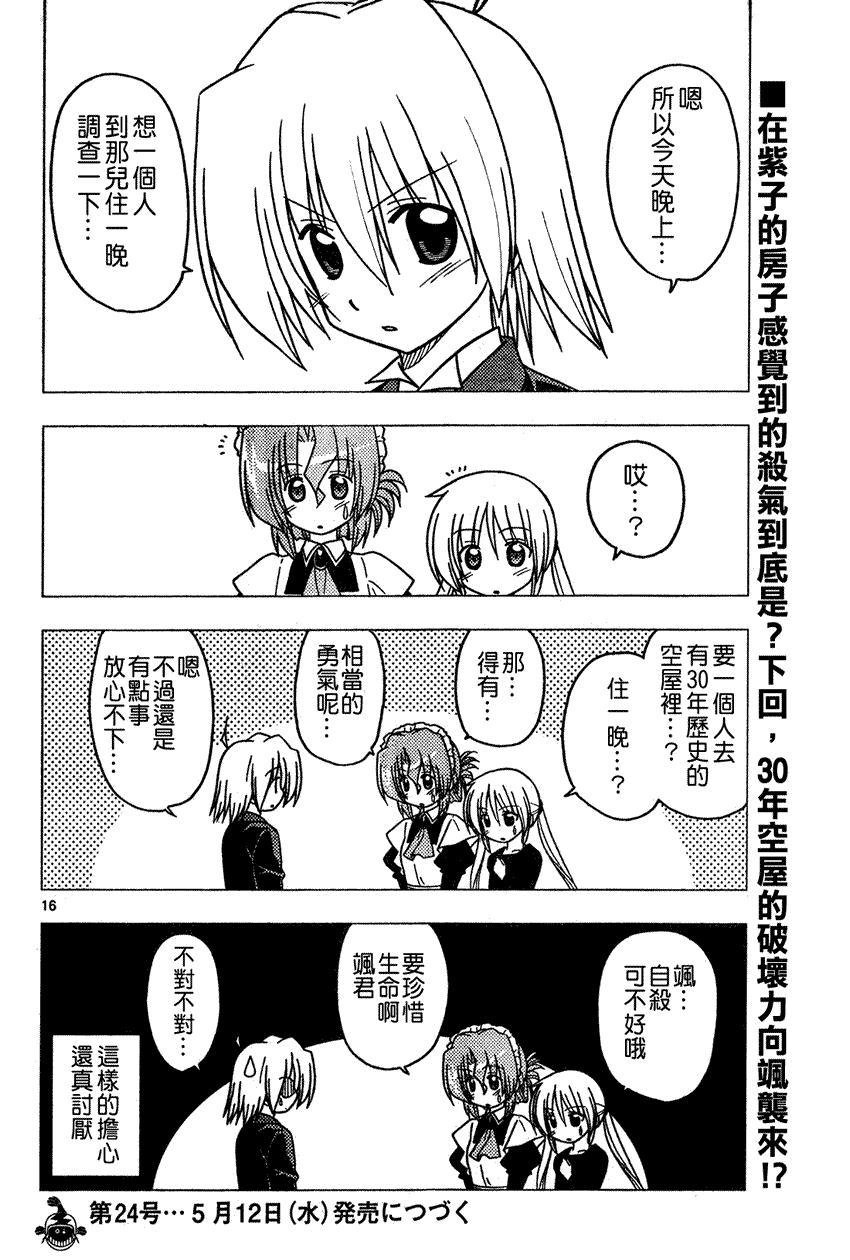 嗯
所以今天晚上…
想一個人
到那兒住一晚
調查一下…
哎…?
要一個人去
有30年歷史的
空屋裡…?
住一晚…?
那…
得有…
相當的
勇氣呢…
嗯
不過還是
有點事
放心不下…
16
颯…
自殺
可不好哦
要珍惜
生命啊
颯君
不對不對…
這樣的擔心
還真討厭
■在紫子的房子感覺到的殺氣到底是?下回,30年空屋的破壞力向颯襲來!?
第24号…5月12日(水)発売につづく